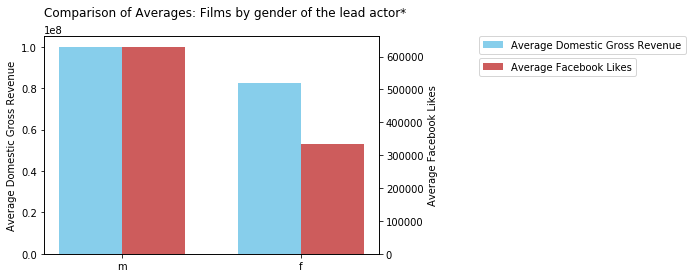 Comparison of Averages: Films by gender of the lead actor*
1e8
1.0
0.8
0.6
0.4
0.2
0.0
Average Domestic Gross Revenue
m
f
600000
500000
400000
300000
200000
100000
0
Average Facebook Likes
Average Domestic Gross Revenue
Average Facebook Likes